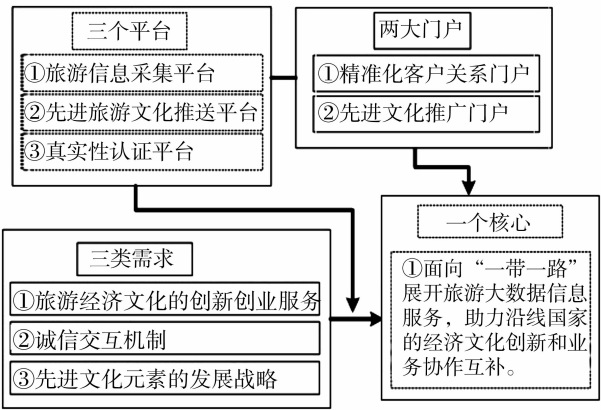 三个平台
①旅游信息采集平台
②先进旅游文化推送平台
③真实性认证平台
两大门户
①精准化客户关系门户
②先进文化推广门户
三类需求
①旅游经济文化的创新创业服务
②诚信交互机制
③先进文化元素的发展战略
一个核心
①面向“一带一路”
展开旅游大数据信息
服务，助力沿线国家
的经济文化创新和业
务协作互补。